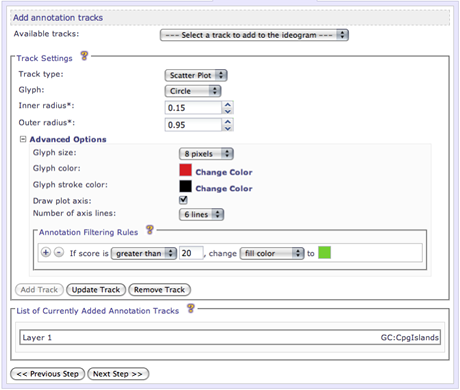 Add annotation tracks
Available tracks: --- Select a track to add to the ideogram ---
Track Settings ?
Track type: Scatter Plot
Glyph: Circle
Inner radius*: 0.15
Outer radius*: 0.95
Advanced Options
Glyph size: 8 pixels
Glyph color: Change Color
Glyph stroke color: Change Color
Draw plot axis:
Number of axis lines: 6 lines
Annotation Filtering Rules ?
+ - If score is greater than 20 , change fill color to
Add Track Update Track Remove Track
List of Currently Added Annotation Tracks ?
Layer 1 GC:CpgIslands
<< Previous Step Next Step >>